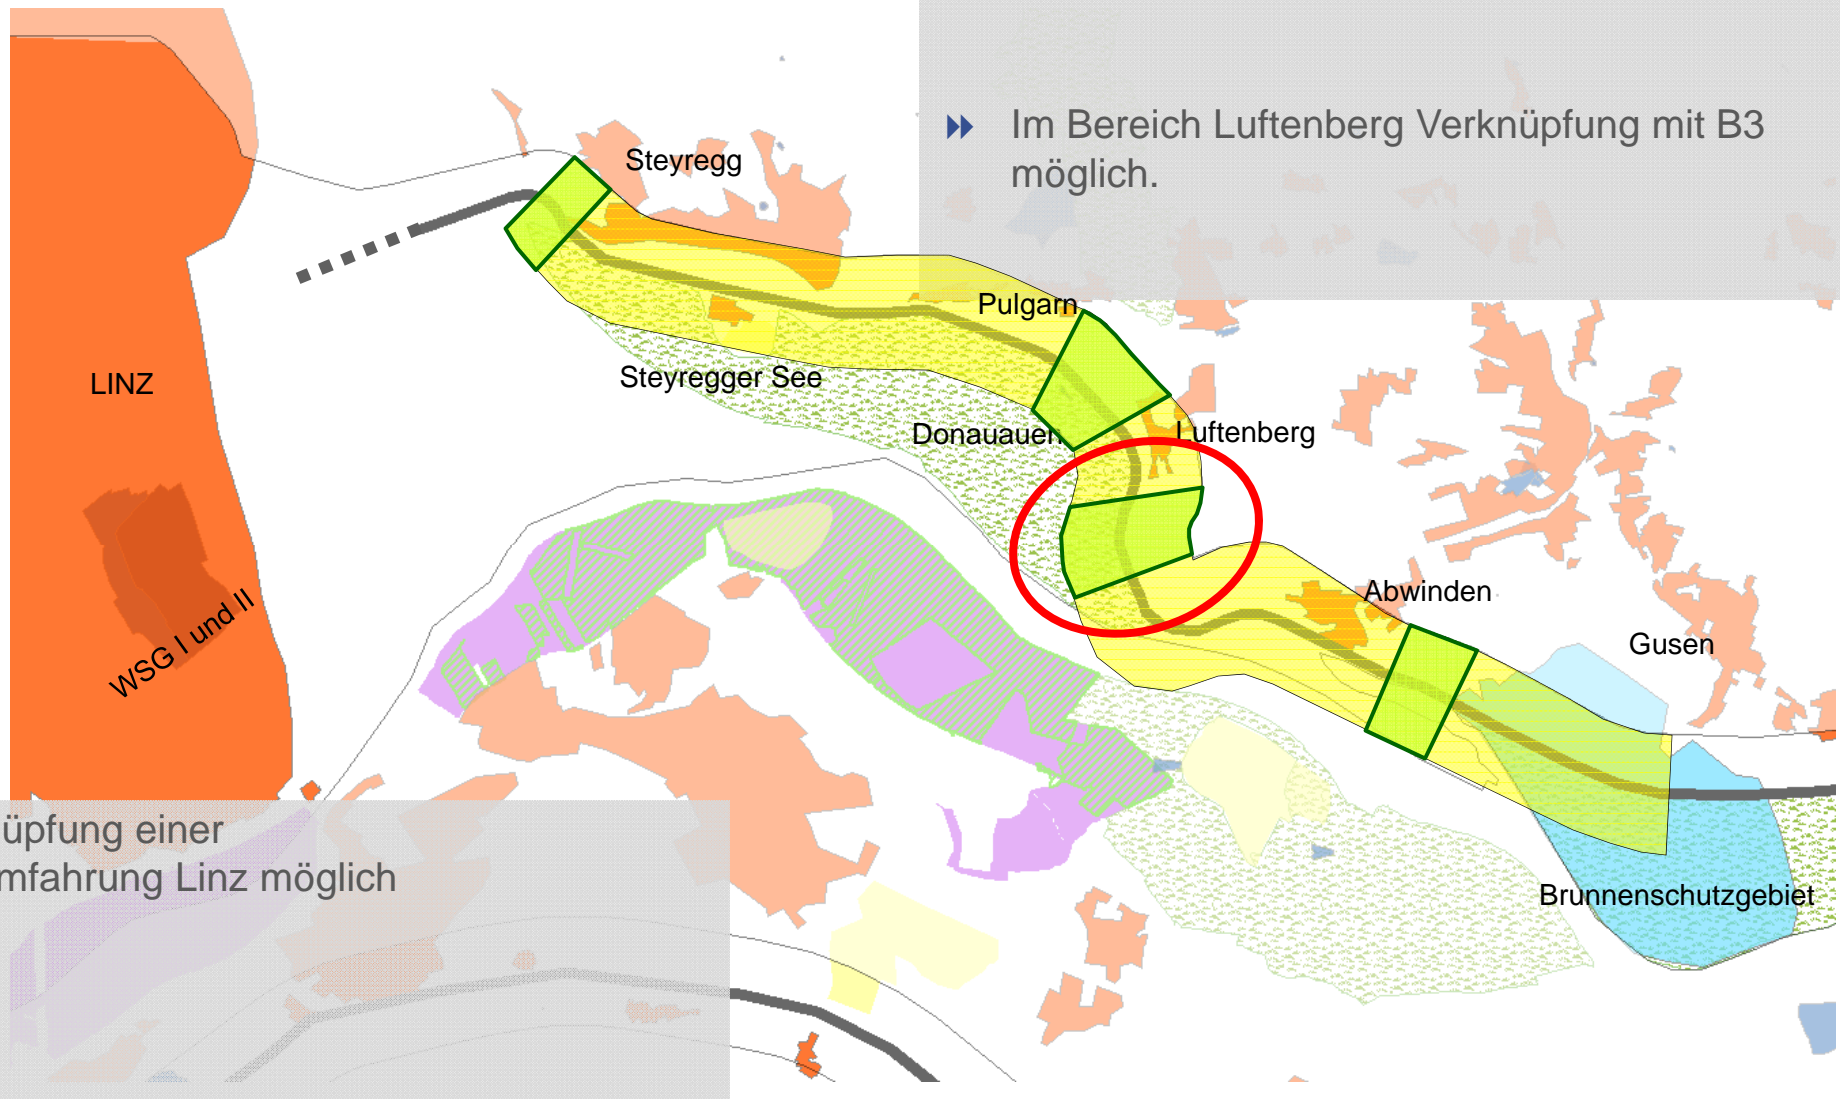 Im Bereich Luftenberg Verknüpfung mit B3
möglich.
Steyregg
Pulgarn
LINZ
Steyregger See
Donauauen
Luftenberg
Abwinden
Gusen
WSG I und II
Brunnenschutzgebiet
üpfung einer
mfahrung Linz möglich